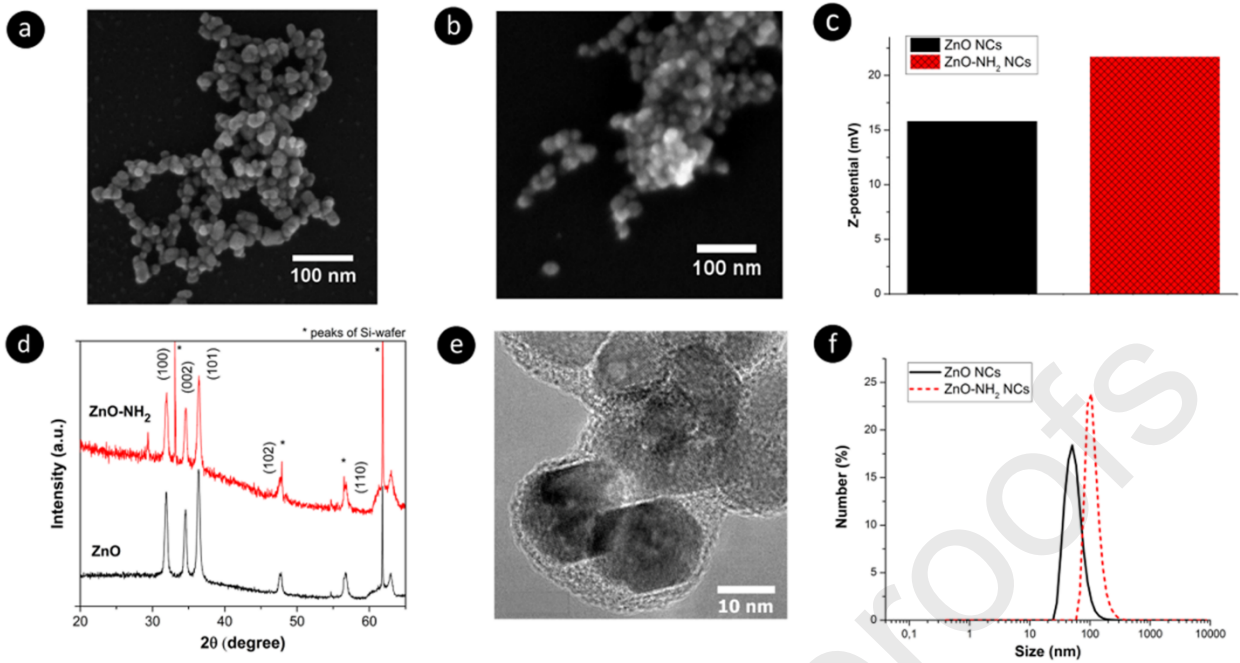 a
100 nm
b
100 nm
c
ZnO NCs
ZnO-NH₂ NCs
Z-potential (mV)
20
15
10
5
0
d
* peaks of Si-wafer
(100)
*
(002)
(101)
*
ZnO-NH₂
(102)
*
*
(110)
ZnO
Intensity (a.u.)
20 30 40 50 60
2θ (degree)
e
10 nm
f
ZnO NCs
ZnO-NH₂ NCs
Number (%)
25
20
15
10
5
0
0,1 1 10 100 1000 10000
Size (nm)
proofs